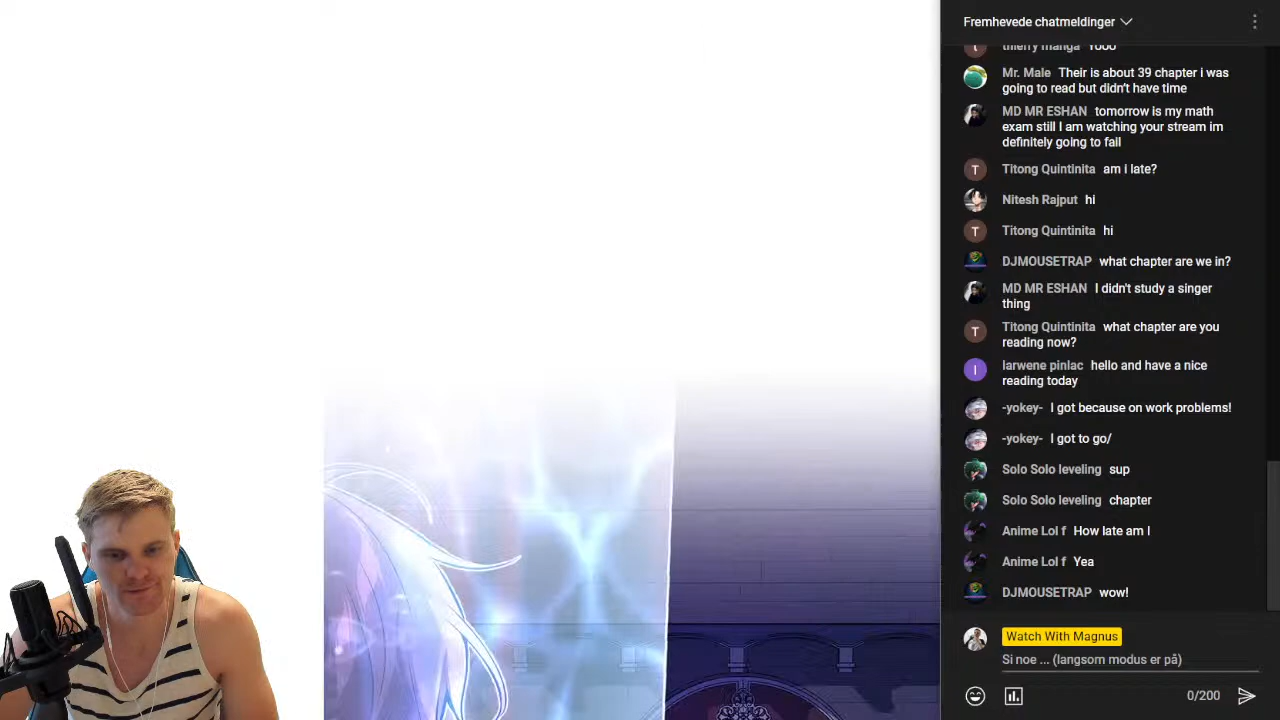 Fremhevede chatmeldinger
thierry manga Yooo
Mr. Male Their is about 39 chapter i was
going to read but didn't have time
MD MR ESHAN tomorrow is my math
exam still I am watching your stream im
definitely going to fall
T Titong Quintinita am i late?
Nitesh Rajput hi
T Titong Quintinita hi
DJMOUSETRAP what chapter are we in?
MD MR ESHAN I didn't study a singer
thing
T Titong Quintinita what chapter are you
reading now?
I larwene pinlac hello and have a nice
reading today
-yokey- I got because on work problems!
-yokey- I got to go/
Solo Solo leveling sup
Solo Solo leveling chapter
Anime Lol f How late am I
Anime Lol f Yea
DJMOUSETRAP wow!
Watch With Magnus
Si noe ... (langsom modus er på)
0/200